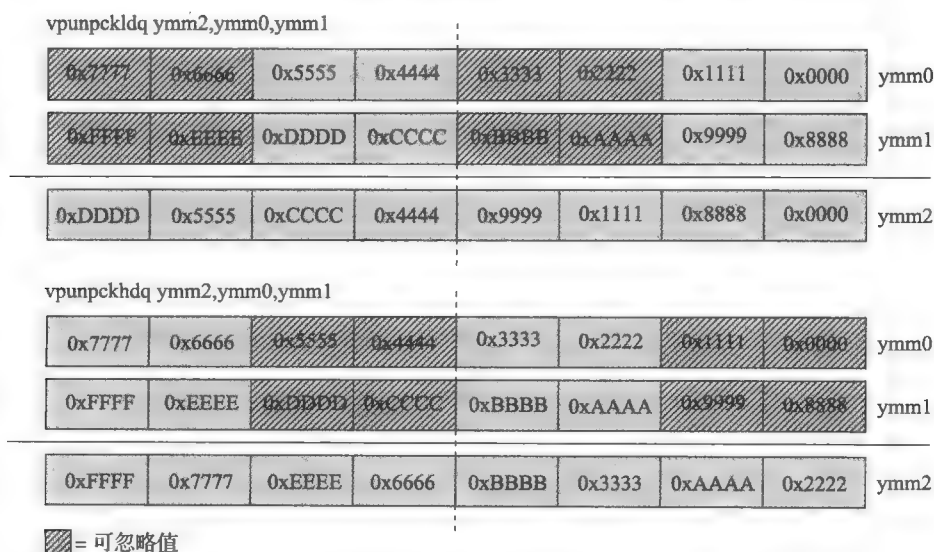 vpunpckldq ymm2,ymm0,ymm1
0x7777 0x6666 0x5555 0x4444 0x3333 0x2222 0x1111 0x0000 ymm0
0xFFFF 0xEEEE 0xDDDD 0xCCCC 0xBBBB 0xAAAA 0x9999 0x8888 ymm1
0xDDDD 0x5555 0xCCCC 0x4444 0x9999 0x1111 0x8888 0x0000 ymm2
vpunpckhdq ymm2,ymm0,ymm1
0x7777 0x6666 0x5555 0x4444 0x3333 0x2222 0x1111 0x0000 ymm0
0xFFFF 0xEEEE 0xDDDD 0xCCCC 0xBBBB 0xAAAA 0x9999 0x8888 ymm1
0xFFFF 0x7777 0xEEEE 0x6666 0xBBBB 0x3333 0xAAAA 0x2222 ymm2
= 可忽略值